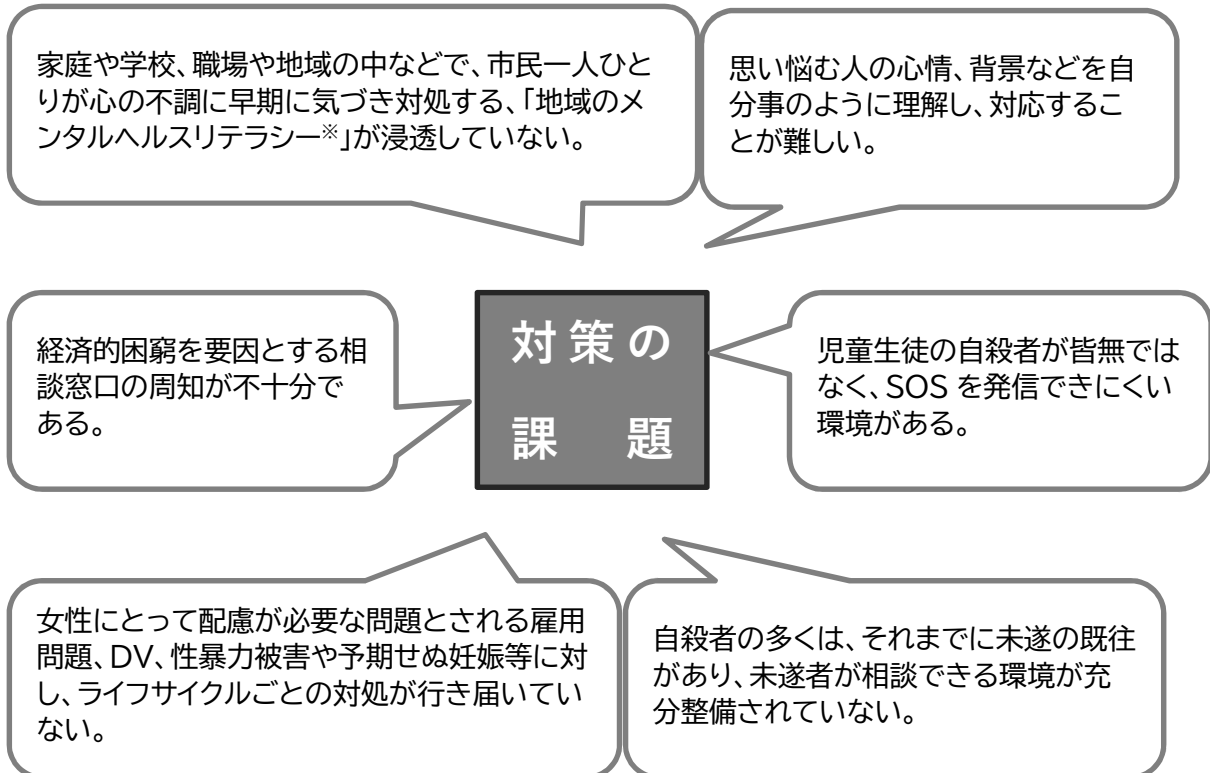 家庭や学校、職場や地域の中などで、市民一人ひと
りが心の不調に早期に気づき対処する、「地域のメ
ンタルヘルスリテラシー※」が浸透していない。
思い悩む人の心情、背景などを自
分事のように理解し、対応するこ
とが難しい。
経済的困窮を要因とする相
談窓口の周知が不十分で
ある。
対策の
課　題
児童生徒の自殺者が皆無では
なく、SOS を発信できにくい
環境がある。
女性にとって配慮が必要な問題とされる雇用
問題、DV、性暴力被害や予期せぬ妊娠等に対
し、ライフサイクルごとの対処が行き届いてい
ない。
自殺者の多くは、それまでに未遂の既往
があり、未遂者が相談できる環境が充
分整備されていない。